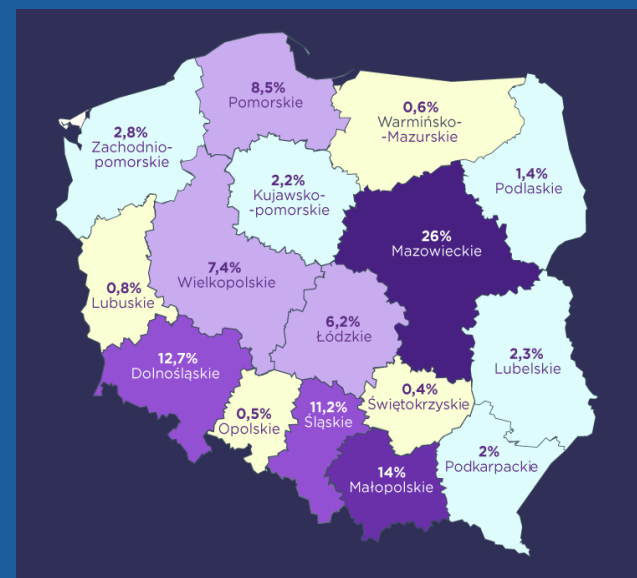 8,5%
Pomorskie
0,6%
Warmińsko-
-Mazurskie
2,8%
Zachodnio-
pomorskie
1,4%
Podlaskie
2,2%
Kujawsko-
-pomorskie
26%
Mazowieckie
7,4%
Wielkopolskie
0,8%
Lubuskie
6,2%
Łódzkie
12,7%
Dolnośląskie
2,3%
Lubelskie
0,4%
Świętokrzyskie
0,5%
Opolskie
11,2%
Śląskie
2%
Podkarpackie
14%
Małopolskie